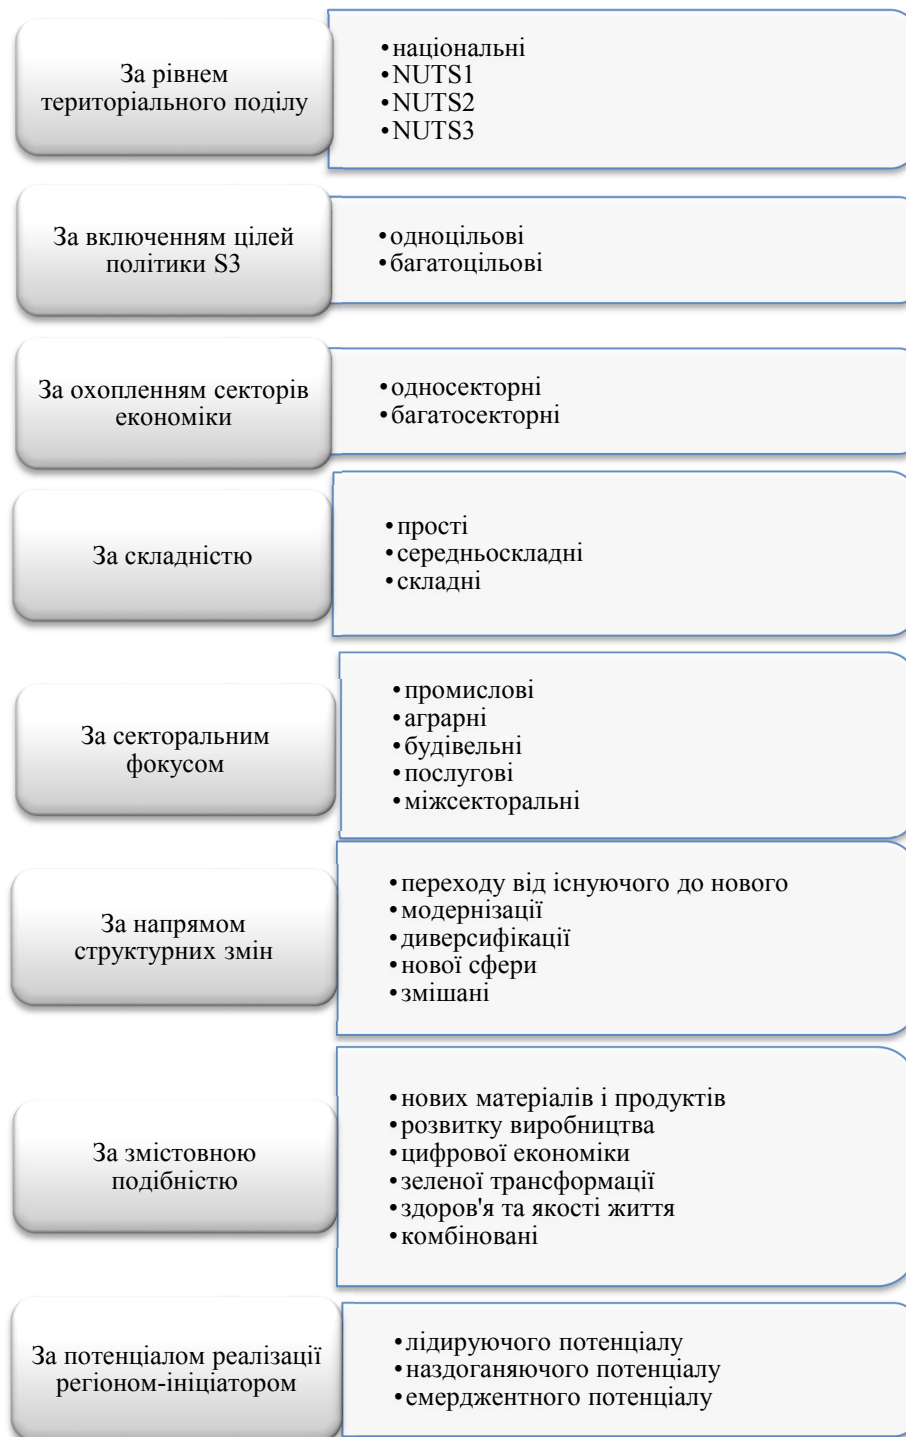 За рівнем
територіального поділу
•національні
•NUTS1
•NUTS2
•NUTS3
За включенням цілей
політики S3
•одноцільові
•багатоцільові
За охопленням секторів
економіки
•односекторні
•багатосекторні
За складністю
•прості
•середньоскладні
•складні
За секторальним
фокусом
•промислові
•аграрні
•будівельні
•послугові
•міжсекторальні
За напрямом
структурних змін
•переходу від існуючого до нового
•модернізації
•диверсифікації
•нової сфери
•змішані
За змістовною
подібністю
•нових матеріалів і продуктів
•розвитку виробництва
•цифрової економіки
•зеленої трансформації
•здоров'я та якості життя
•комбіновані
За потенціалом реалізації
регіоном-ініціатором
•лідируючого потенціалу
•наздоганяючого потенціалу
•емерджентного потенціалу